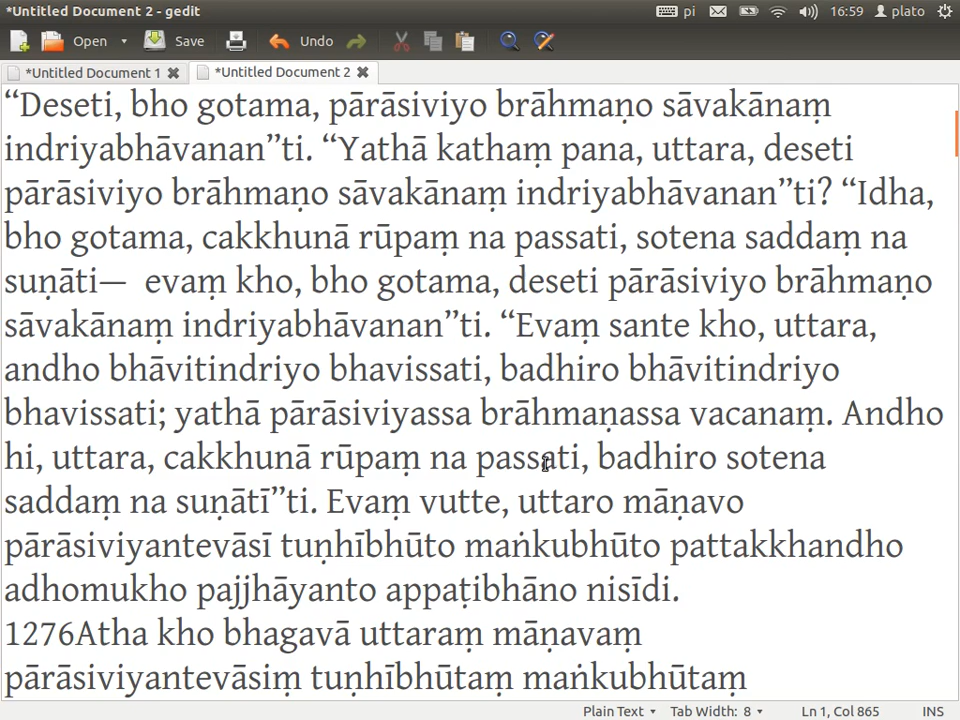 *Untitled Document 2 - gedit
pi
16:59
plato
Open
Save
Undo
*Untitled Document 1
*Untitled Document 2
“Deseti, bho gotama, pārāsiviyo brāhmaṇo sāvakānaṃ
indriyabhāvanan”ti. “Yathā kathaṃ pana, uttara, deseti
pārāsiviyo brāhmaṇo sāvakānaṃ indriyabhāvanan”ti? “Idha,
bho gotama, cakkhunā rūpaṃ na passati, sotena saddaṃ na
suṇāti—  evaṃ kho, bho gotama, deseti pārāsiviyo brāhmaṇo
sāvakānaṃ indriyabhāvanan”ti. “Evaṃ sante kho, uttara,
andho bhāvitindriyo bhavissati, badhiro bhāvitindriyo
bhavissati; yathā pārāsiviyassa brāhmaṇassa vacanaṃ. Andho
hi, uttara, cakkhunā rūpaṃ na passati, badhiro sotena
saddaṃ na suṇātī”ti. Evaṃ vutte, uttaro māṇavo
pārāsiviyantevāsī tuṇhībhūto maṅkubhūto pattakkhandho
adhomukho pajjhāyanto appaṭibhāno nisīdi.
1276Atha kho bhagavā uttaraṃ māṇavaṃ
pārāsiviyantevāsiṃ tuṇhībhūtaṃ maṅkubhūtaṃ
Plain Text
Tab Width: 8
Ln 1, Col 865
INS